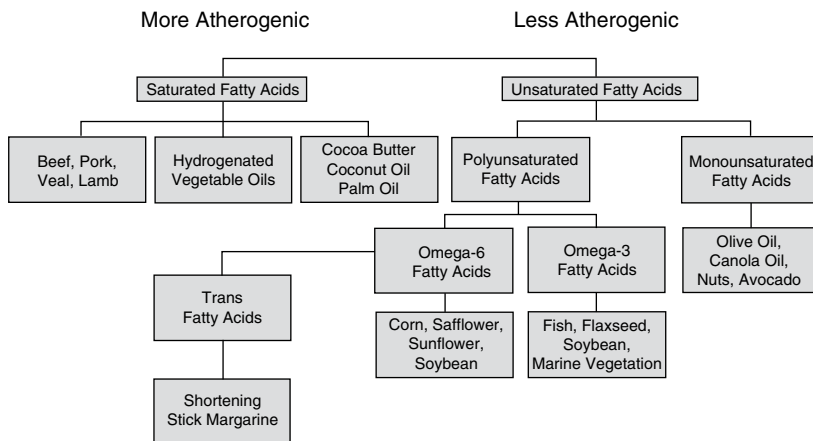 More Atherogenic
Less Atherogenic
Saturated Fatty Acids
Unsaturated Fatty Acids
Beef, Pork,
Veal, Lamb
Hydrogenated
Vegetable Oils
Cocoa Butter
Coconut Oil
Palm Oil
Polyunsaturated
Fatty Acids
Monounsaturated
Fatty Acids
Omega-6
Fatty Acids
Omega-3
Fatty Acids
Olive Oil,
Canola Oil,
Nuts, Avocado
Trans
Fatty Acids
Corn, Safflower,
Sunflower,
Soybean
Fish, Flaxseed,
Soybean,
Marine Vegetation
Shortening
Stick Margarine